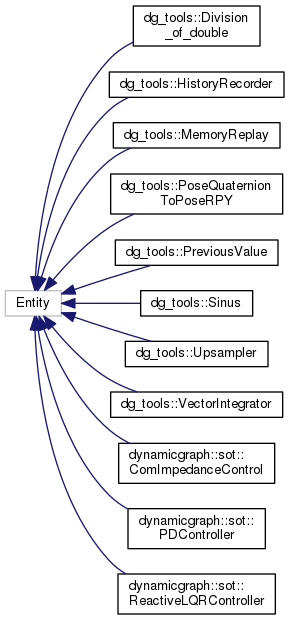 dg_tools::Division
_of_double
dg_tools::HistoryRecorder
dg_tools::MemoryReplay
dg_tools::PoseQuaternion
ToPoseRPY
dg_tools::PreviousValue
Entity
dg_tools::Sinus
dg_tools::Upsampler
dg_tools::VectorIntegrator
dynamicgraph::sot::
ComImpedanceControl
dynamicgraph::sot::
PDController
dynamicgraph::sot::
ReactiveLQRController